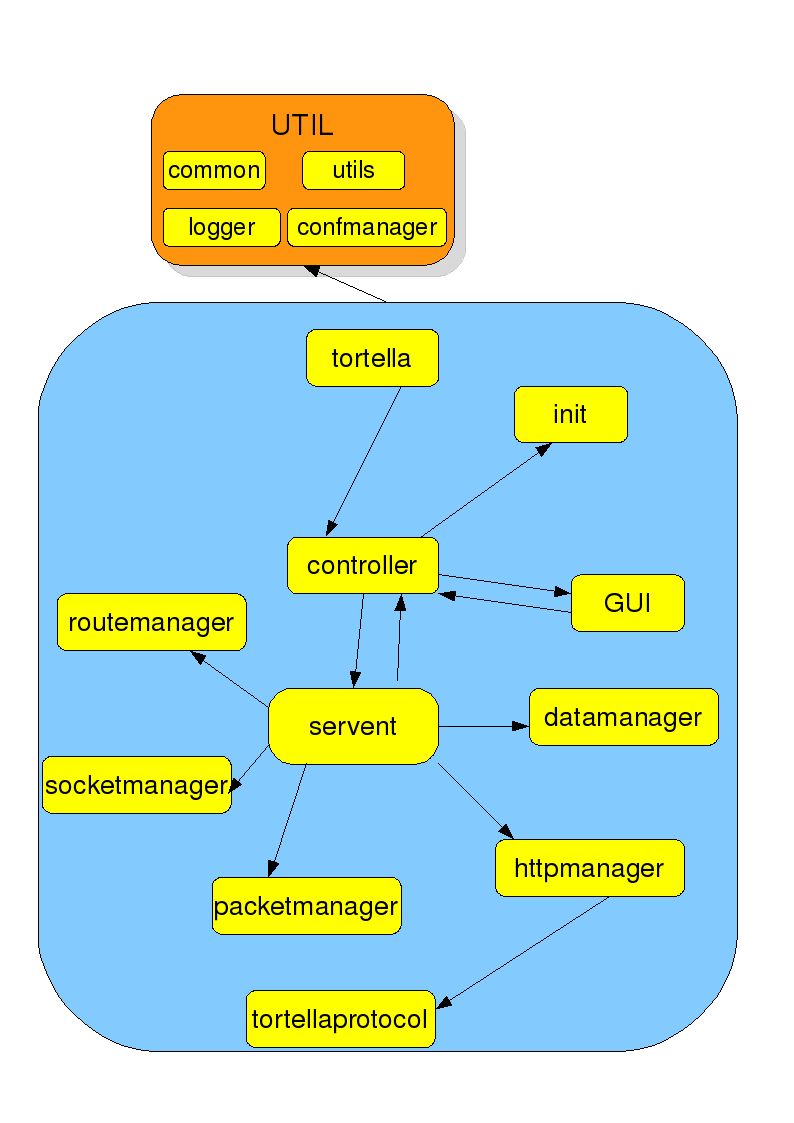 UTIL
common
utils
logger
confmanager
tortella
init
controller
GUI
routemanager
servent
datamanager
socketmanager
httpmanager
packetmanager
tortellaprotocol